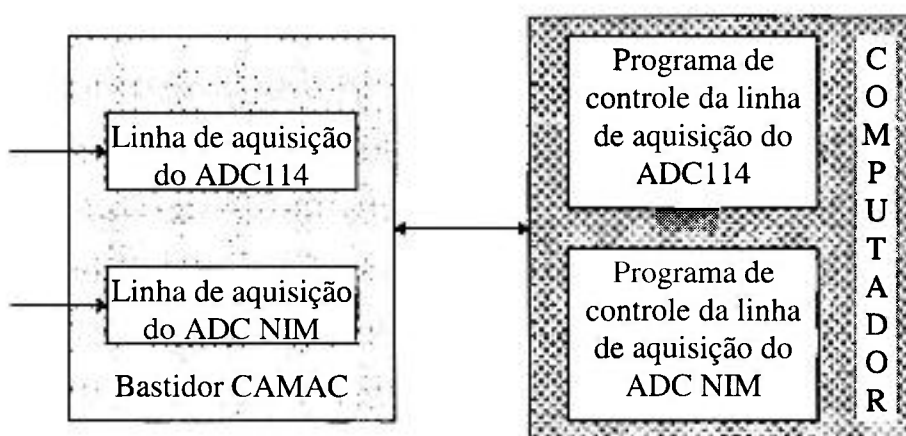 Linha de aquisição
do ADC114
Linha de aquisição
do ADC NIM
Bastidor CAMAC
Programa de
controle da linha
de aquisição do
ADC114
Programa de
controle da linha
de aquisição do
ADC NIM
COMPUTADOR